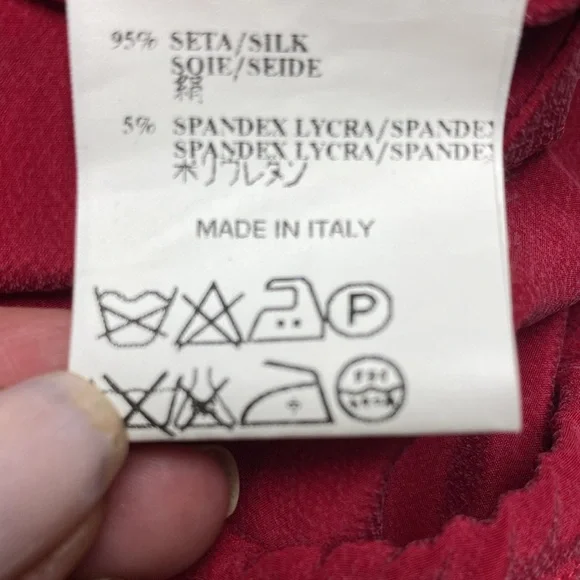 95% SETA/SILK
SOIE/SEIDE
絹
5% SPANDEX LYCRA/SPANDEX
SPANDEX LYCRA/SPANDEX
ポリウレタン
MADE IN ITALY
P